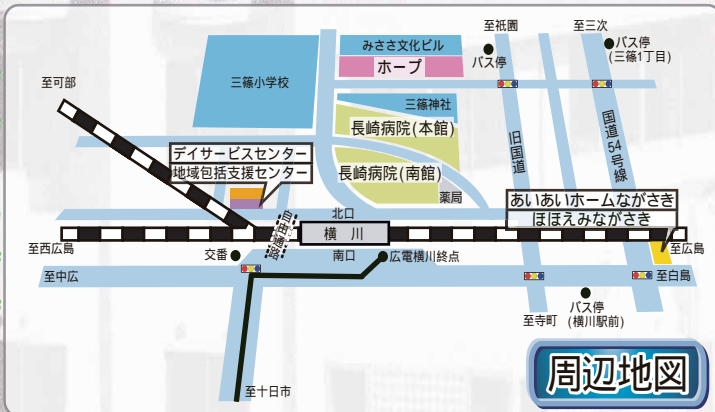 至祇園
至三次
バス停
バス停
(三篠1丁目)
みささ文化ビル
ホープ
至可部
三篠小学校
三篠神社
長崎病院(本館)
旧国道
国道54号線
デイサービスセンター
地域包括支援センター
長崎病院(南館)
薬局
あいあいホームながさき
ほほえみながさき
北口
自由通路
横川
至西広島
至広島
交番
南口
広電横川終点
至中広
至白島
バス停
(横川駅前)
至寺町
至十日市
周辺地図